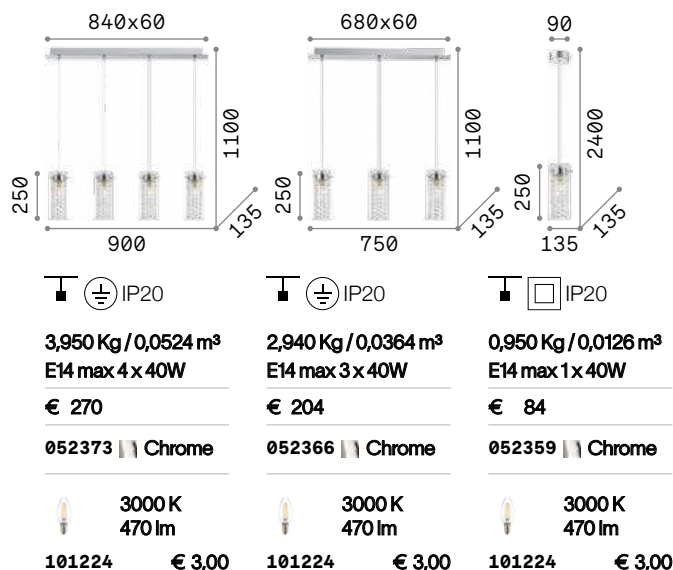 840x60
1100
250
135
900
IP20
3,950 Kg / 0,0524 m³
E14 max 4 x 40W
€ 270
052373 Chrome
3000 K
470 lm
101224 € 3,00
680x60
1100
135
750
IP20
2,940 Kg / 0,0364 m³
E14 max 3 x 40W
€ 204
052366 Chrome
3000 K
470 lm
101224 € 3,00
90
2400
250
135
135
IP20
0,950 Kg / 0,0126 m³
E14 max 1 x 40W
€ 84
052359 Chrome
3000 K
470 lm
101224 € 3,00